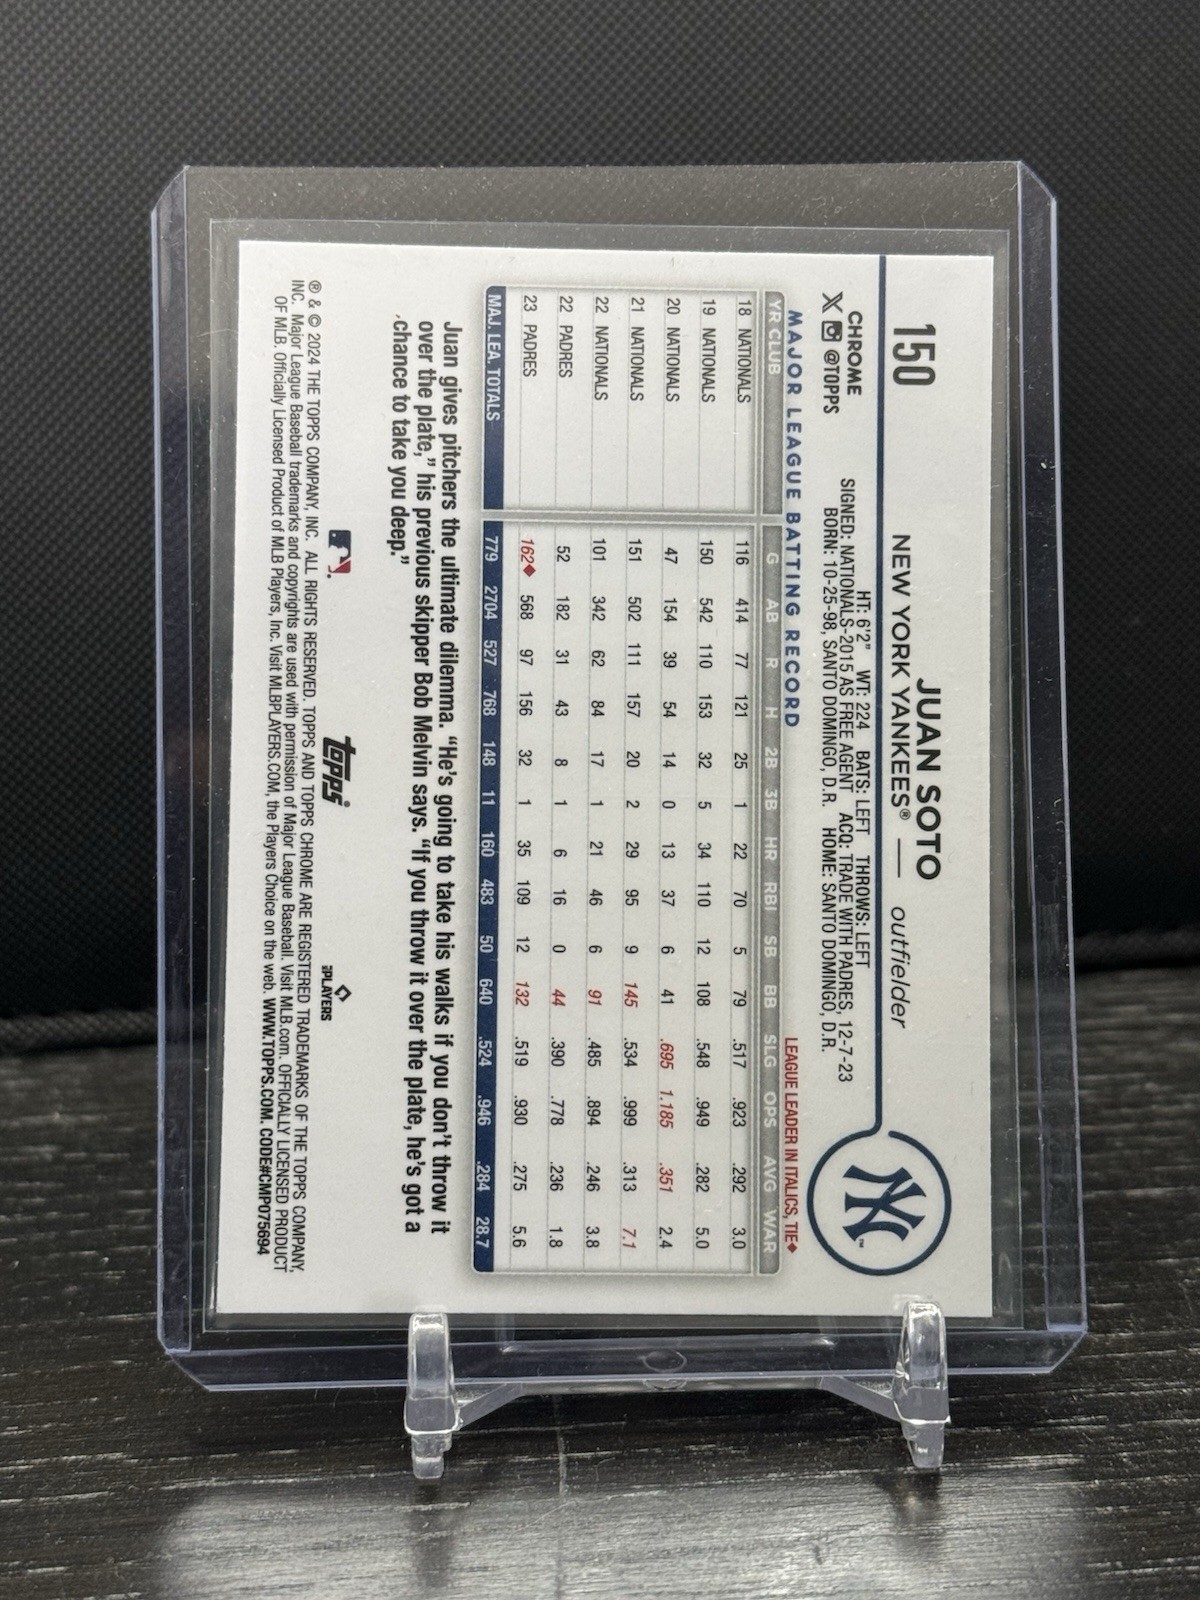 150
JUAN SOTO
NEW YORK YANKEES® — outfielder
CHROME
X @TOPPS
HT: 6'2" WT: 224 BATS: LEFT THROWS: LEFT
SIGNED: NATIONALS-2015 AS FREE AGENT ACQ: TRADE WITH PADRES, 12-7-23
BORN: 10-25-98, SANTO DOMINGO, D.R. HOME: SANTO DOMINGO, D.R.
NY
MAJOR LEAGUE BATTING RECORD LEAGUE LEADER IN ITALICS, TIE♦
YR CLUB G AB R H 2B 3B HR RBI SB BB SLG OPS AVG WAR
18 NATIONALS 116 414 77 121 25 1 22 70 5 79 .517 .923 .292 3.0
19 NATIONALS 150 542 110 153 32 5 34 110 12 108 .548 .949 .282 5.0
20 NATIONALS 47 154 39 54 14 0 13 37 6 41 .695 1.185 .351 2.4
21 NATIONALS 151 502 111 157 20 2 29 95 9 145 .534 .999 .313 7.1
22 NATIONALS 101 342 62 84 17 1 21 46 6 91 .485 .894 .246 3.8
22 PADRES 52 182 31 43 8 1 6 16 0 44 .390 .778 .236 1.8
23 PADRES 162♦ 568 97 156 32 1 35 109 12 132 .519 .930 .275 5.6
MAJ. LEA. TOTALS 779 2704 527 768 148 11 160 483 50 640 .524 .946 .284 28.7
Juan gives pitchers the ultimate dilemma. “He's going to take his walks if you don't throw it
over the plate,” his previous skipper Bob Melvin says. “If you throw it over the plate, he's got a
chance to take you deep.”
topps
PLAYERS
® & © 2024 THE TOPPS COMPANY, INC. ALL RIGHTS RESERVED. TOPPS AND TOPPS CHROME ARE REGISTERED TRADEMARKS OF THE TOPPS COMPANY,
INC. Major League Baseball trademarks and copyrights are used with permission of Major League Baseball. Visit MLB.com. OFFICIALLY LICENSED PRODUCT
OF MLB. Officially Licensed Product of MLB Players, Inc. Visit MLBPLAYERS.COM, the Players Choice on the web. WWW.TOPPS.COM. CODE#CMP075694